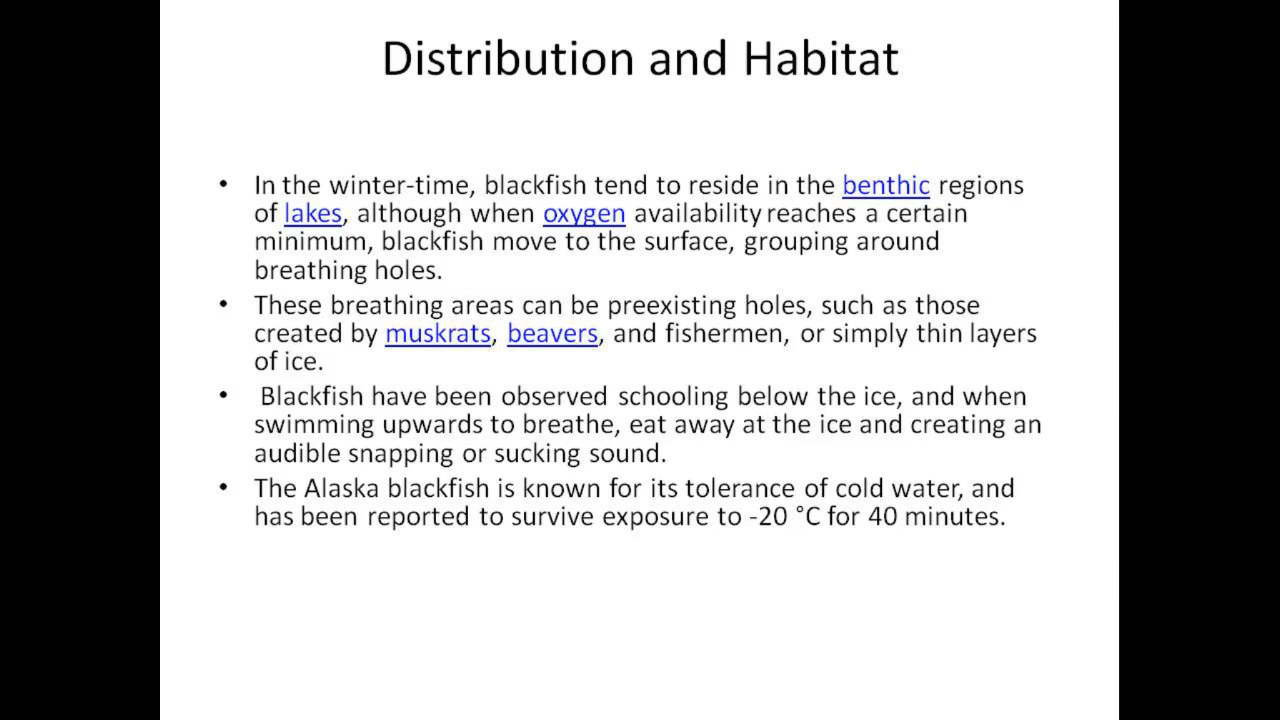 Distribution and Habitat
• In the winter-time, blackfish tend to reside in the benthic regions
of lakes, although when oxygen availability reaches a certain
minimum, blackfish move to the surface, grouping around
breathing holes.
• These breathing areas can be preexisting holes, such as those
created by muskrats, beavers, and fishermen, or simply thin layers
of ice.
• Blackfish have been observed schooling below the ice, and when
swimming upwards to breathe, eat away at the ice and creating an
audible snapping or sucking sound.
• The Alaska blackfish is known for its tolerance of cold water, and
has been reported to survive exposure to -20 °C for 40 minutes.